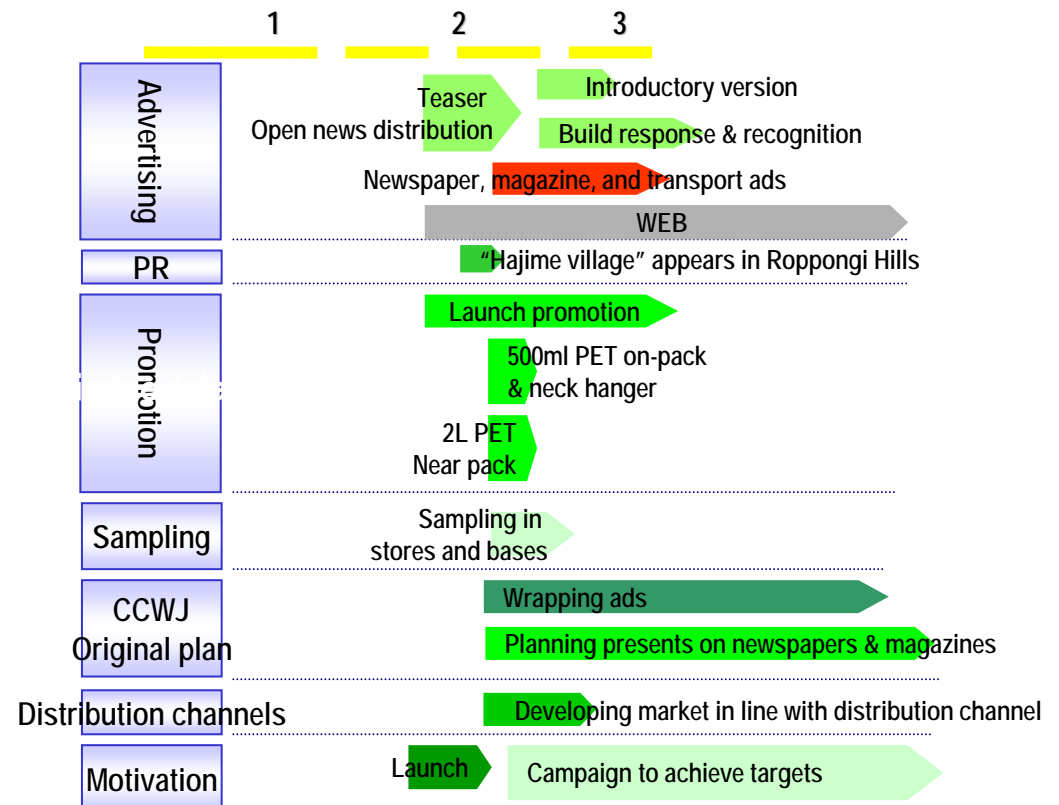 1 2 3
Advertising
Teaser
Open news distribution
Introductory version
Build response & recognition
Newspaper, magazine, and transport ads
WEB
PR
“Hajime village” appears in Roppongi Hills
Promotion
Launch promotion
500ml PET on-pack
& neck hanger
2L PET
Near pack
Sampling
Sampling in
stores and bases
CCWJ
Original plan
Wrapping ads
Planning presents on newspapers & magazines
Distribution channels
Developing market in line with distribution channel
Motivation
Launch
Campaign to achieve targets